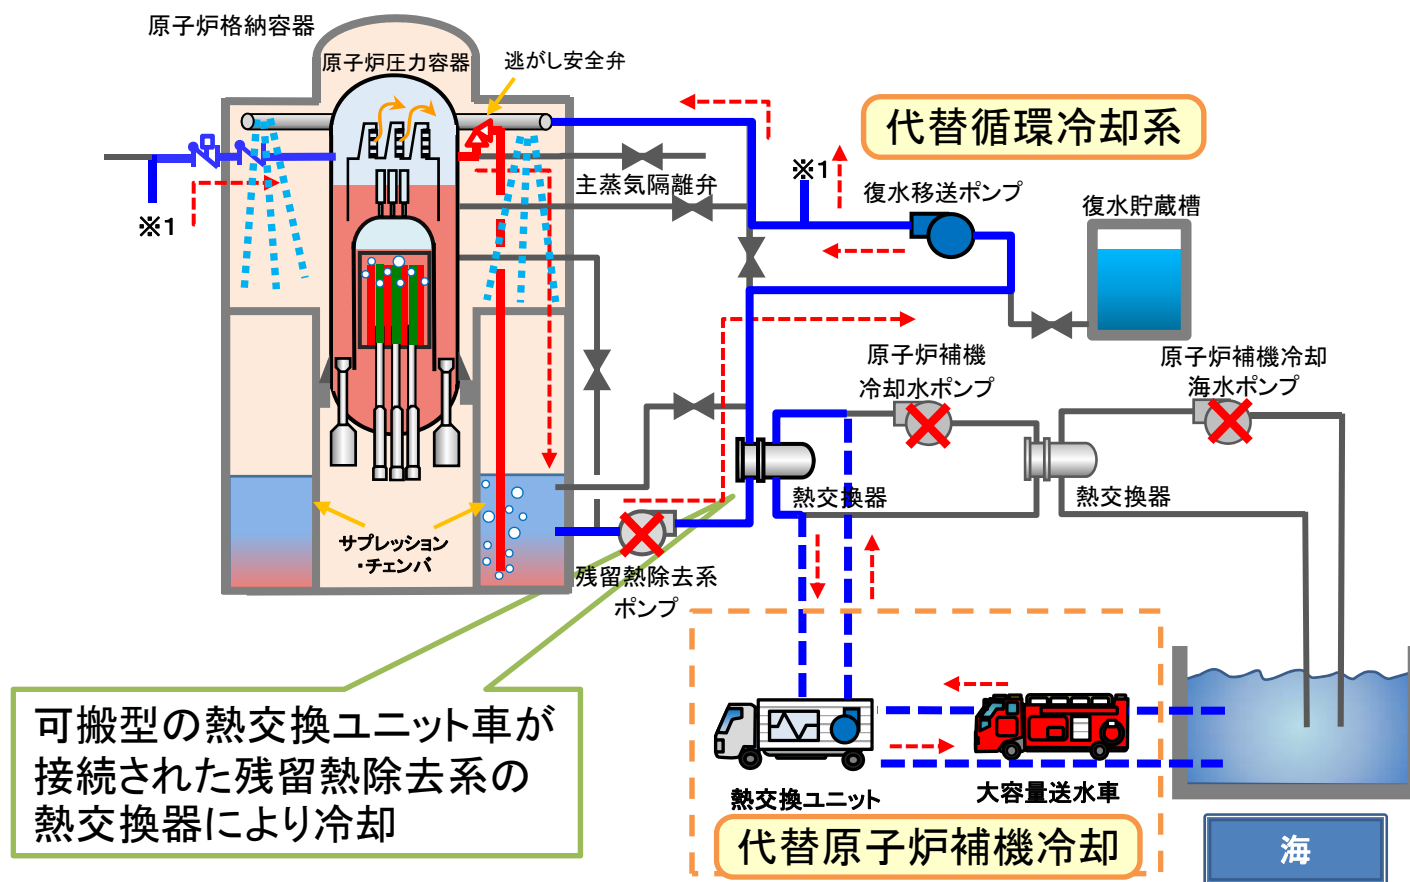 原子炉格納容器
原子炉圧力容器
逃がし安全弁
代替循環冷却系
主蒸気隔離弁
※1
復水移送ポンプ
復水貯蔵槽
※1
原子炉補機
冷却水ポンプ
原子炉補機冷却
海水ポンプ
熱交換器
熱交換器
サプレッション
・チェンバ
残留熱除去系
ポンプ
可搬型の熱交換ユニット車が
接続された残留熱除去系の
熱交換器により冷却
熱交換ユニット
大容量送水車
代替原子炉補機冷却
海